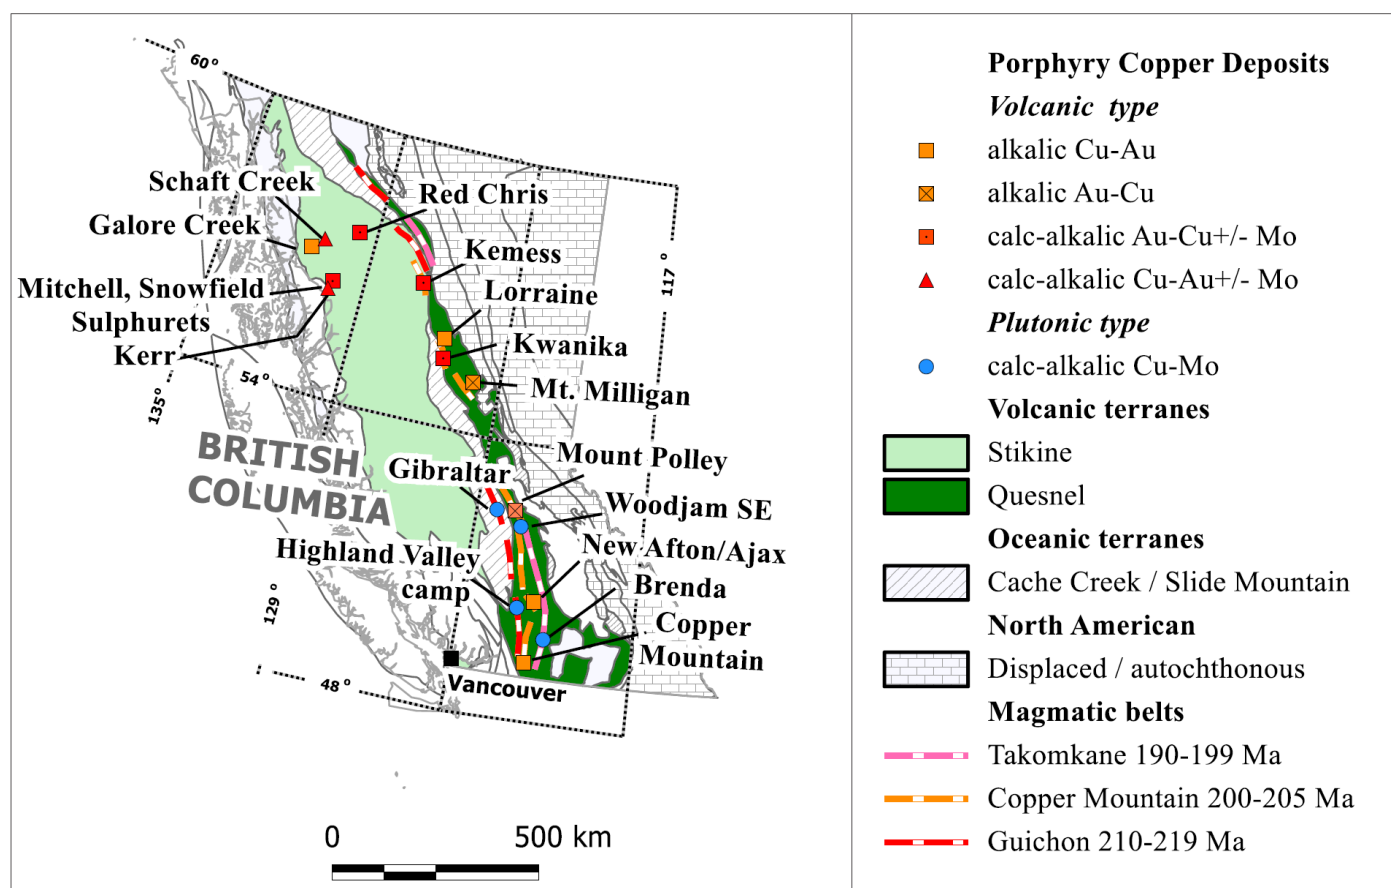 60°
Schaft Creek
Red Chris
Galore Creek
Kemess
117°
Mitchell, Snowfield
Lorraine
Sulphurets
Kwanika
Kerr
54°
Mt. Milligan
135°
BRITISH
COLUMBIA
Mount Polley
Gibraltar
Woodjam SE
Highland Valley
camp
New Afton/Ajax
Brenda
129°
Copper
Mountain
48°
Vancouver
0 500 km
Porphyry Copper Deposits
Volcanic type
alkalic Cu-Au
alkalic Au-Cu
calc-alkalic Au-Cu+/- Mo
calc-alkalic Cu-Au+/- Mo
Plutonic type
calc-alkalic Cu-Mo
Volcanic terranes
Stikine
Quesnel
Oceanic terranes
Cache Creek / Slide Mountain
North American
Displaced / autochthonous
Magmatic belts
Takomkane 190-199 Ma
Copper Mountain 200-205 Ma
Guichon 210-219 Ma